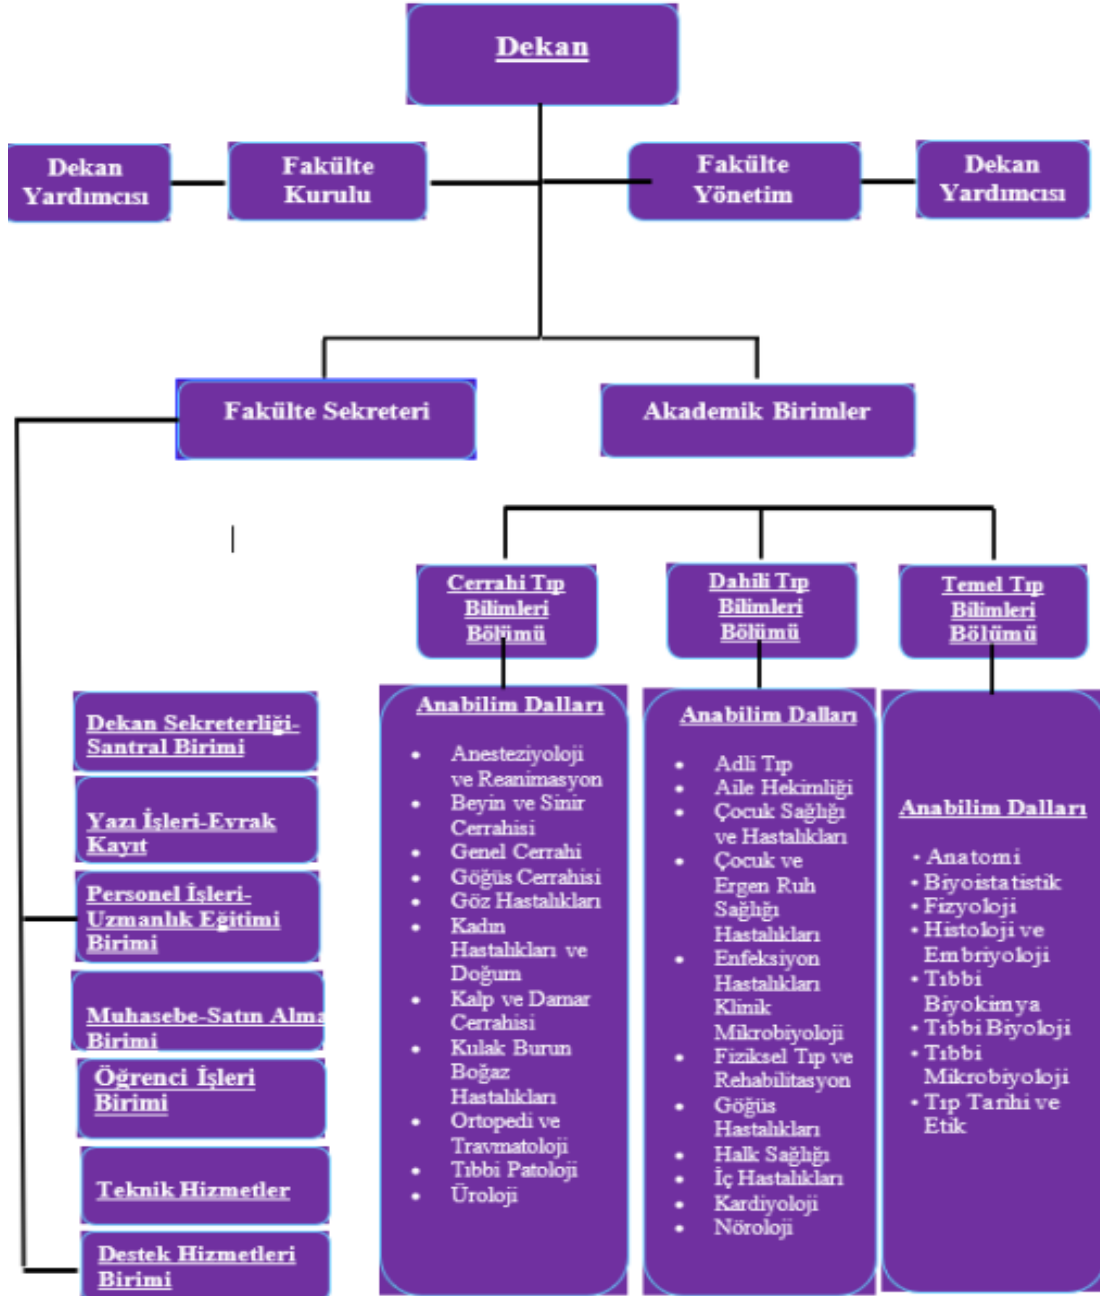 Dekan
Dekan
Yardımcısı
Fakülte
Kurulu
Fakülte
Yönetim
Dekan
Yardımcısı
Fakülte Sekreteri
Akademik Birimler
Cerrahi Tıp
Bilimleri
Bölümü
Dahili Tıp
Bilimleri
Bölümü
Temel Tıp
Bilimleri
Bölümü
Dekan Sekreterliği-
Santral Birimi
Yazı İşleri-Evrak
Kayıt
Personel İşleri-
Uzmanlık Eğitimi
Birimi
Muhasebe-Satın Alma
Birimi
Öğrenci İşleri
Birimi
Teknik Hizmetler
Destek Hizmetleri
Birimi
Anabilim Dalları
• Anesteziyoloji
ve Reanimasyon
• Beyin ve Sinir
Cerrahisi
• Genel Cerrahi
• Göğüs Cerrahisi
• Göz Hastalıkları
• Kadın
Hastalıkları ve
Doğum
• Kalp ve Damar
Cerrahisi
• Kulak Burun
Boğaz
Hastalıkları
• Ortopedi ve
Travmatoloji
• Tıbbi Patoloji
• Üroloji
Anabilim Dalları
• Adli Tıp
• Aile Hekimliği
• Çocuk Sağlığı
ve Hastalıkları
• Çocuk ve
Ergen Ruh
Sağlığı
Hastalıkları
• Enfeksiyon
Hastalıkları
Klinik
Mikrobiyoloji
• Fiziksel Tıp ve
Rehabilitasyon
• Göğüs
Hastalıkları
• Halk Sağlığı
• İç Hastalıkları
• Kardiyoloji
• Nöroloji
Anabilim Dalları
• Anatomi
• Biyoistatistik
• Fizyoloji
• Histoloji ve
Embriyoloji
• Tıbbi
Biyokimya
• Tıbbi Biyoloji
• Tıbbi
Mikrobiyoloji
• Tıp Tarihi ve
Etik